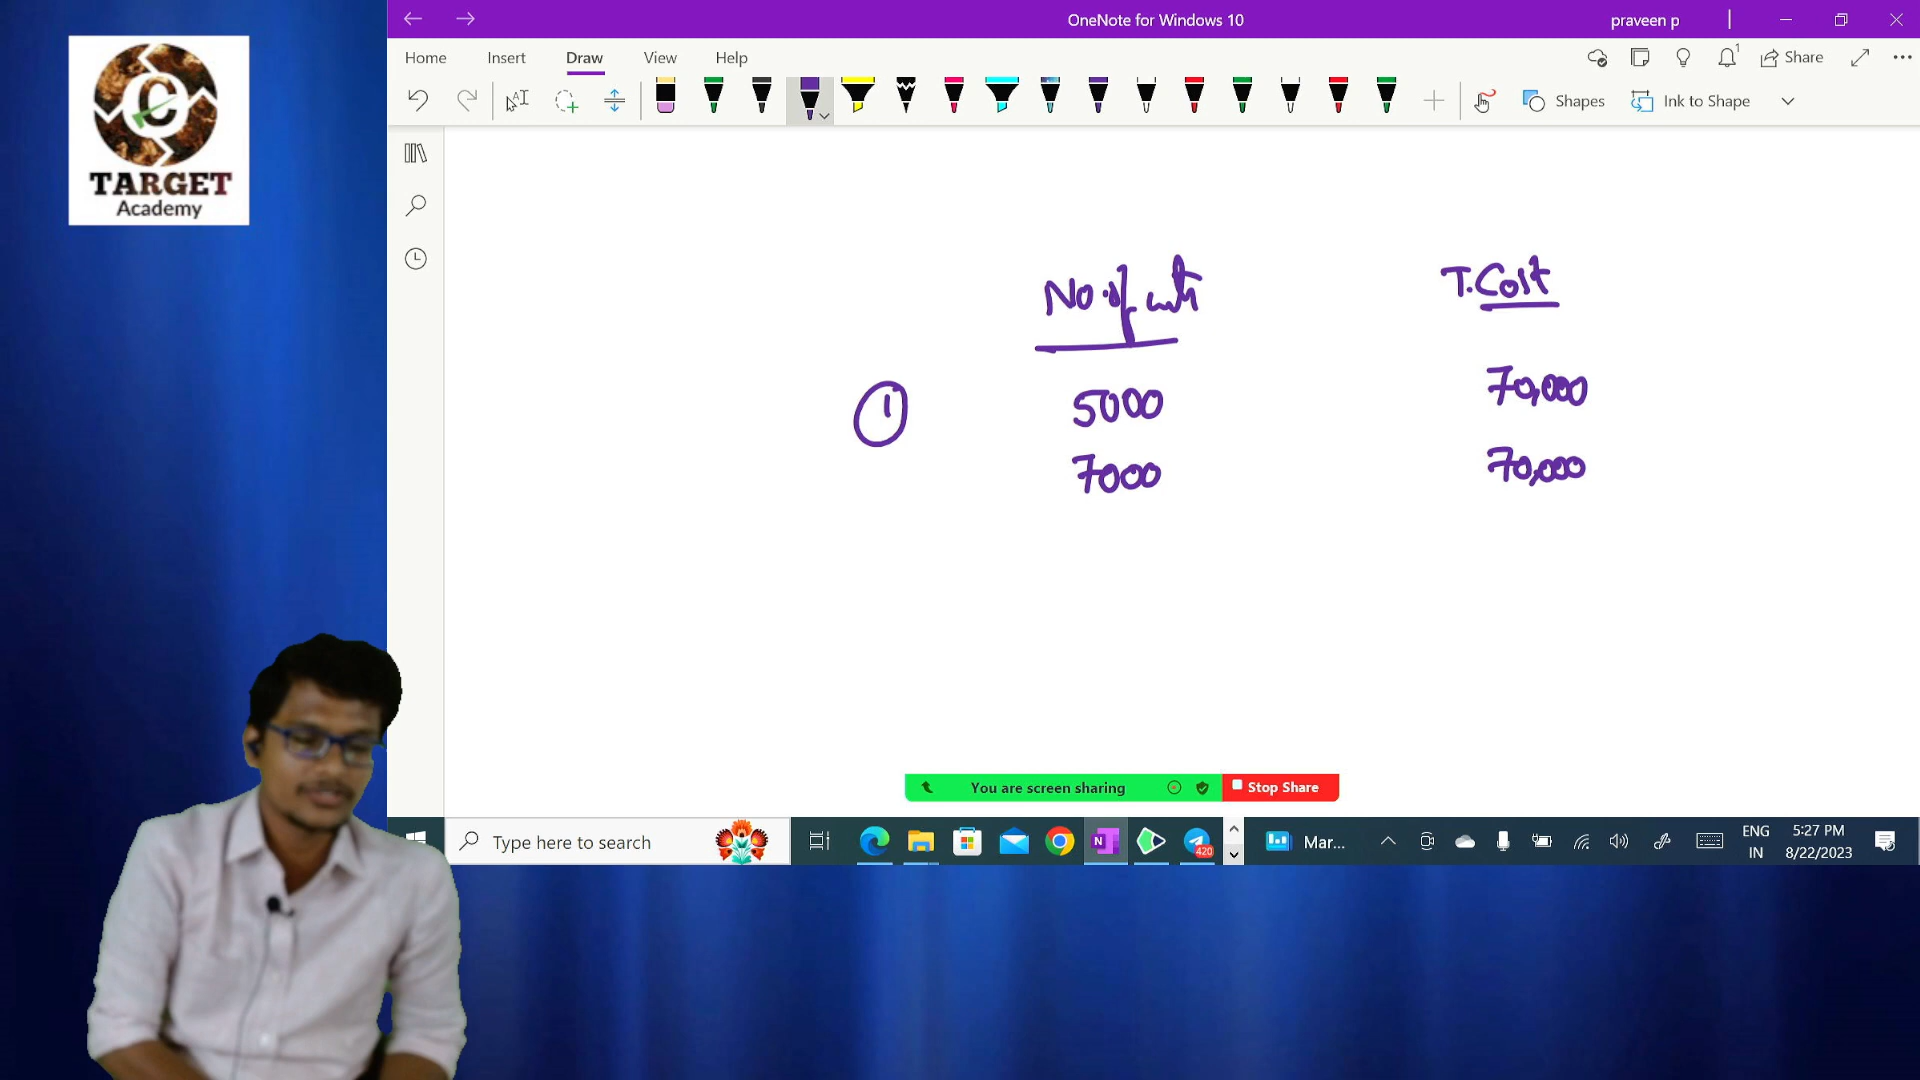 OneNote for Windows 10
praveen p
C
TARGET
Academy
Home Insert Draw View Help
1
Share
Shapes
Ink to Shape
No. of units
T. Cost
①
5000
70,000
7000
70,000
You are screen sharing
Stop Share
Type here to search
420
Mar...
ENG
IN
5:27 PM
8/22/2023